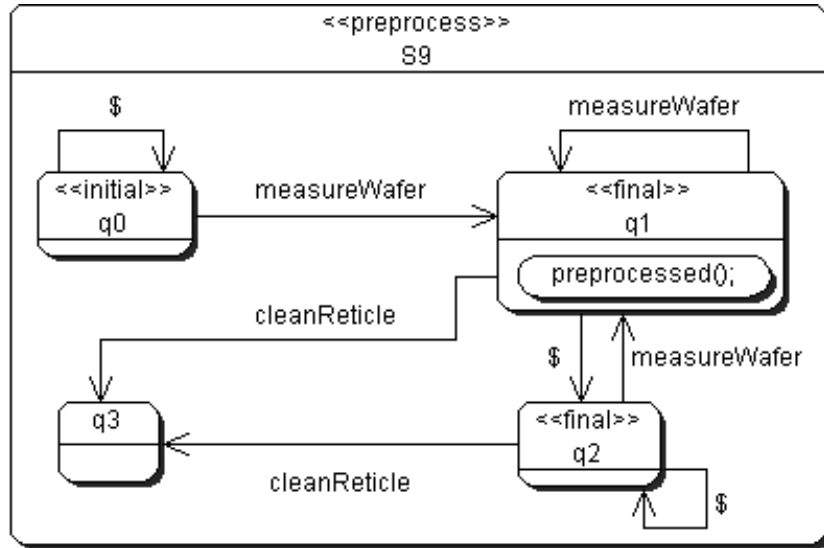 <<preprocess>>
S9
$
measureWafer
<<initial>>
q0
measureWafer
<<final>>
q1
preprocessed();
cleanReticle
$
measureWafer
q3
<<final>>
q2
cleanReticle
$